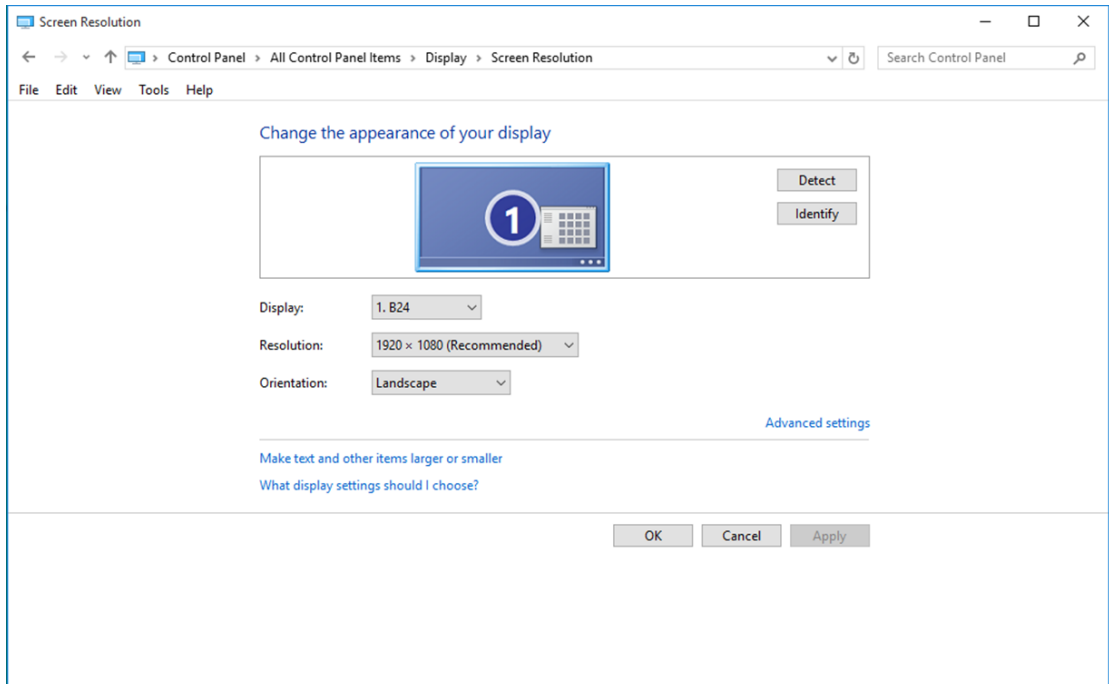 Screen Resolution
Control Panel > All Control Panel Items > Display > Screen Resolution
Search Control Panel
File Edit View Tools Help
Change the appearance of your display
1
Detect
Identify
Display: 1. B24
Resolution: 1920 × 1080 (Recommended)
Orientation: Landscape
Advanced settings
Make text and other items larger or smaller
What display settings should I choose?
OK Cancel Apply